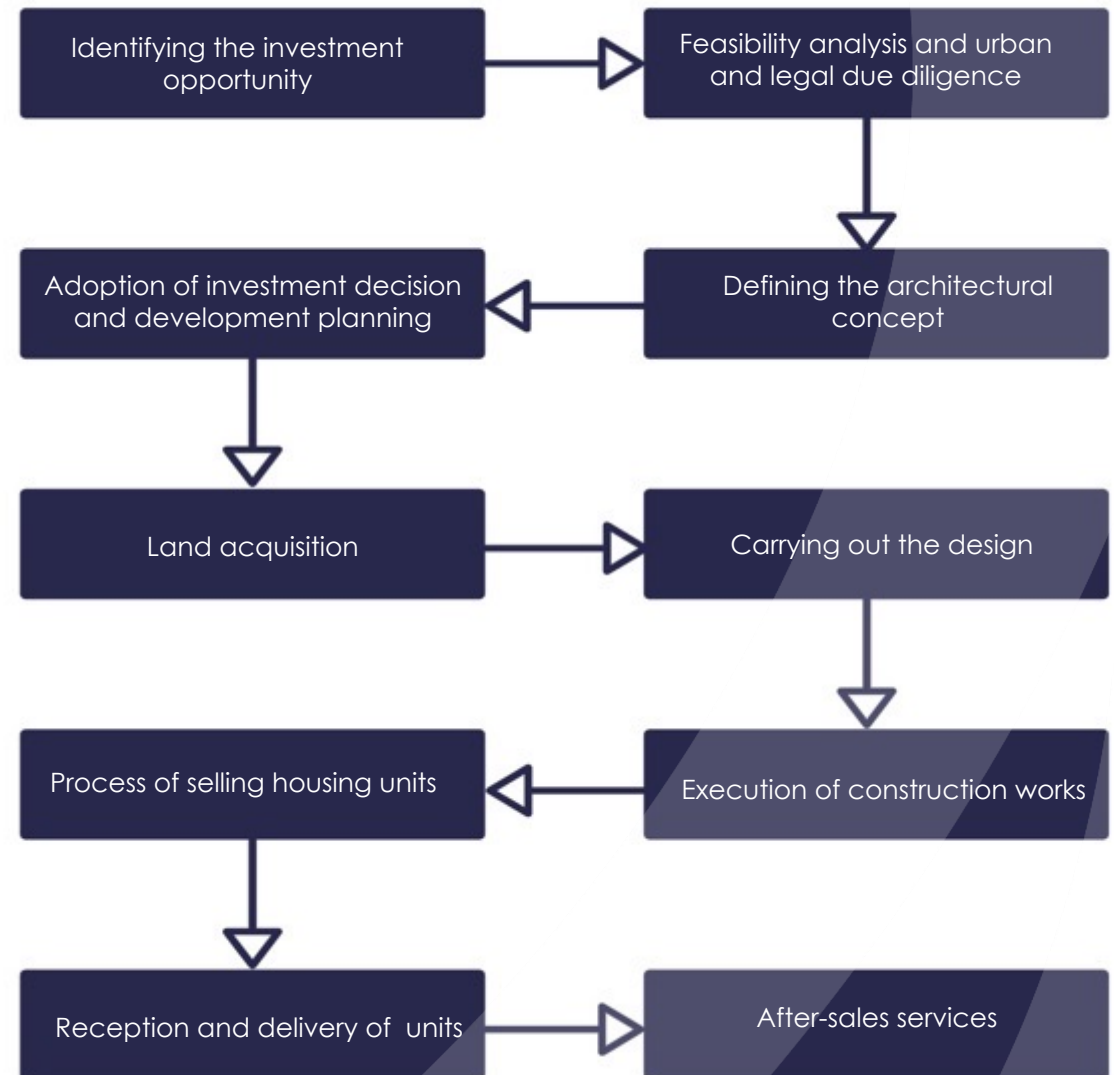 Identifying the investment
opportunity
Feasibility analysis and urban
and legal due diligence
Defining the architectural
concept
Adoption of investment decision
and development planning
Land acquisition
Carrying out the design
Execution of construction works
Process of selling housing units
Reception and delivery of units
After-sales services